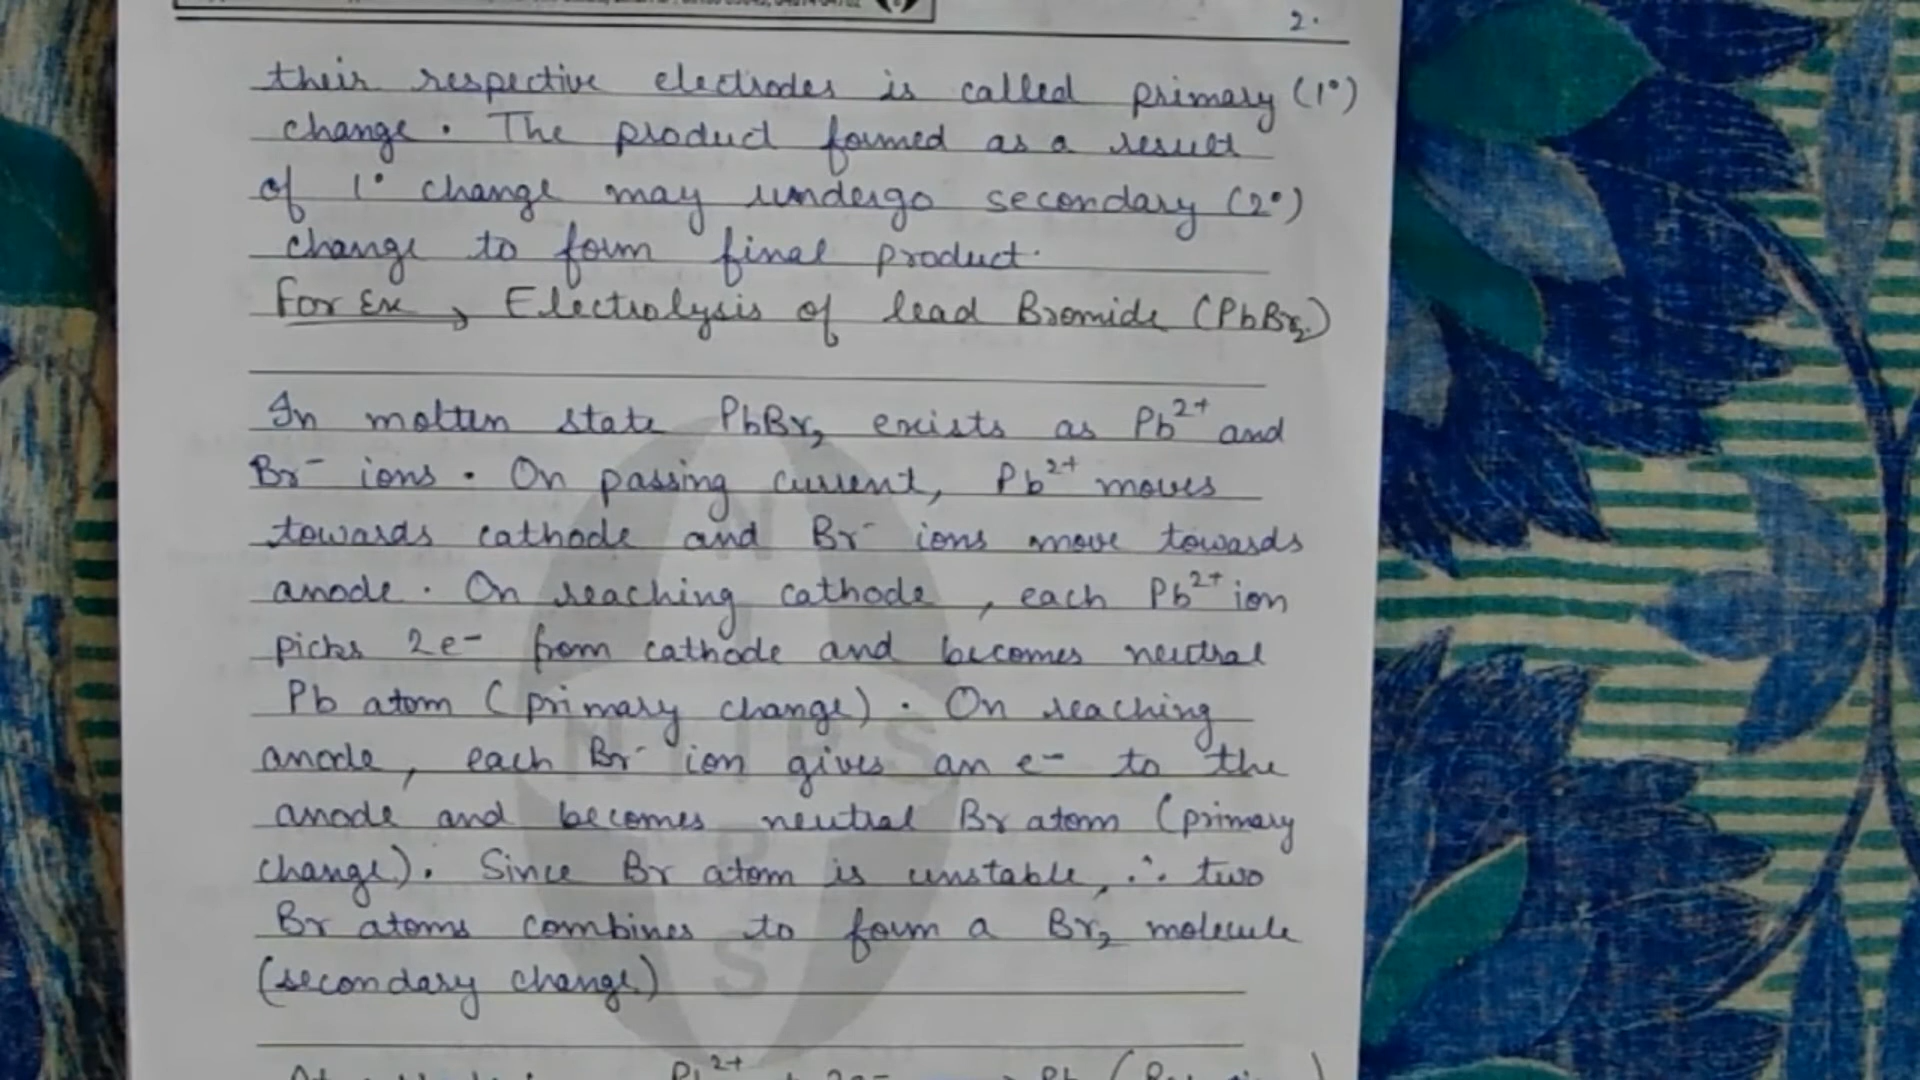 2.
their respective electrodes is called primary (1°)
change. The product formed as a result
of 1° change may undergo secondary (2°)
change to form final product.
For Ex → Electrolysis of lead Bromide (PbBr₂)
In molten state PbBr₂ exists as Pb²⁺ and
Br⁻ ions. On passing current, Pb²⁺ moves
towards cathode and Br⁻ ions move towards
anode. On reaching cathode, each Pb²⁺ ion
picks 2e⁻ from cathode and becomes neutral
Pb atom (primary change). On reaching
anode, each Br⁻ ion gives an e⁻ to the
anode and becomes neutral Br atom (primary
change). Since Br atom is unstable, ∴ two
Br atoms combines to form a Br₂ molecule
(secondary change)